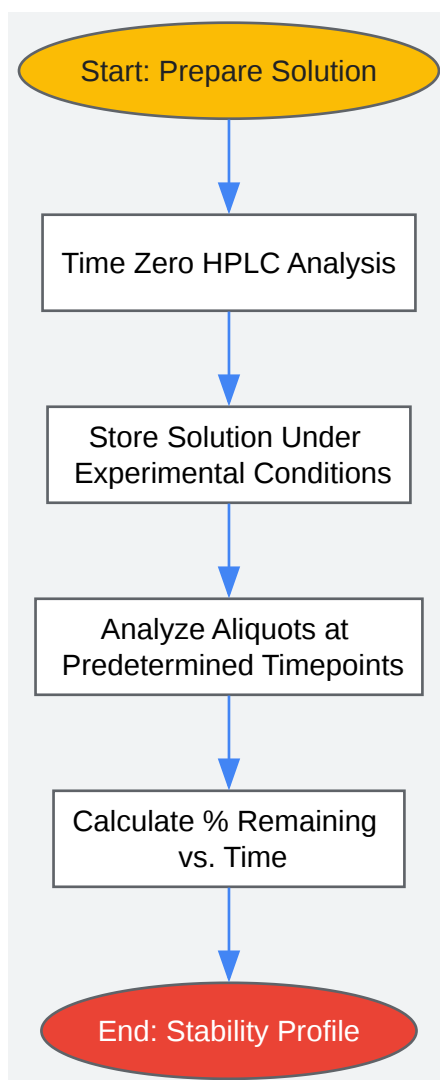 Start: Prepare Solution
Time Zero HPLC Analysis
Store Solution Under
Experimental Conditions
Analyze Aliquots at
Predetermined Timepoints
Calculate % Remaining
vs. Time
End: Stability Profile